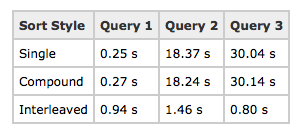 Sort Style Query 1 Query 2 Query 3
Single 0.25 s 18.37 s 30.04 s
Compound 0.27 s 18.24 s 30.14 s
Interleaved 0.94 s 1.46 s 0.80 s